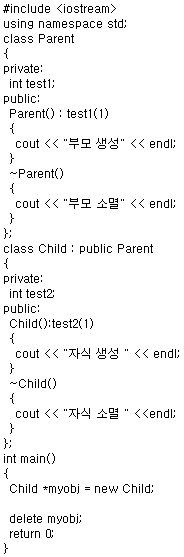 #include <iostream>
using namespace std;
class Parent
{
private:
  int test1;
public:
  Parent() : test1(1)
  {
    cout << "부모 생성" << endl;
  }
  ~Parent()
  {
    cout << "부모 소멸" << endl;
  }
};
class Child : public Parent
{
private:
  int test2;
public:
  Child():test2(1)
  {
    cout << "자식 생성 " << endl;
  }
  ~Child()
  {
    cout << "자식 소멸 " <<endl;
  }
};
int main()
{
  Child *myobj = new Child;

  delete myobj;
  return 0;
}